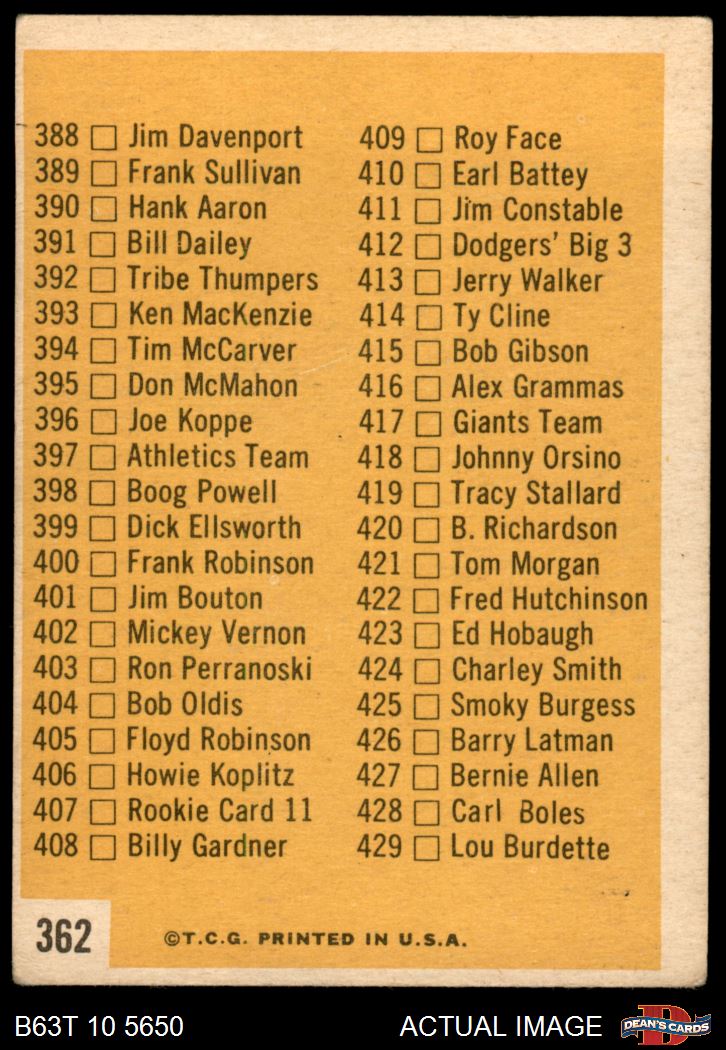 388 Jim Davenport
389 Frank Sullivan
390 Hank Aaron
391 Bill Dailey
392 Tribe Thumpers
393 Ken MacKenzie
394 Tim McCarver
395 Don McMahon
396 Joe Koppe
397 Athletics Team
398 Boog Powell
399 Dick Ellsworth
400 Frank Robinson
401 Jim Bouton
402 Mickey Vernon
403 Ron Perranoski
404 Bob Oldis
405 Floyd Robinson
406 Howie Koplitz
407 Rookie Card 11
408 Billy Gardner
409 Roy Face
410 Earl Battey
411 Jim Constable
412 Dodgers' Big 3
413 Jerry Walker
414 Ty Cline
415 Bob Gibson
416 Alex Grammas
417 Giants Team
418 Johnny Orsino
419 Tracy Stallard
420 B. Richardson
421 Tom Morgan
422 Fred Hutchinson
423 Ed Hobaugh
424 Charley Smith
425 Smoky Burgess
426 Barry Latman
427 Bernie Allen
428 Carl Boles
429 Lou Burdette
362
©T.C.G. PRINTED IN U.S.A.
B63T 10 5650
ACTUAL IMAGE
D
DEAN'S CARDS